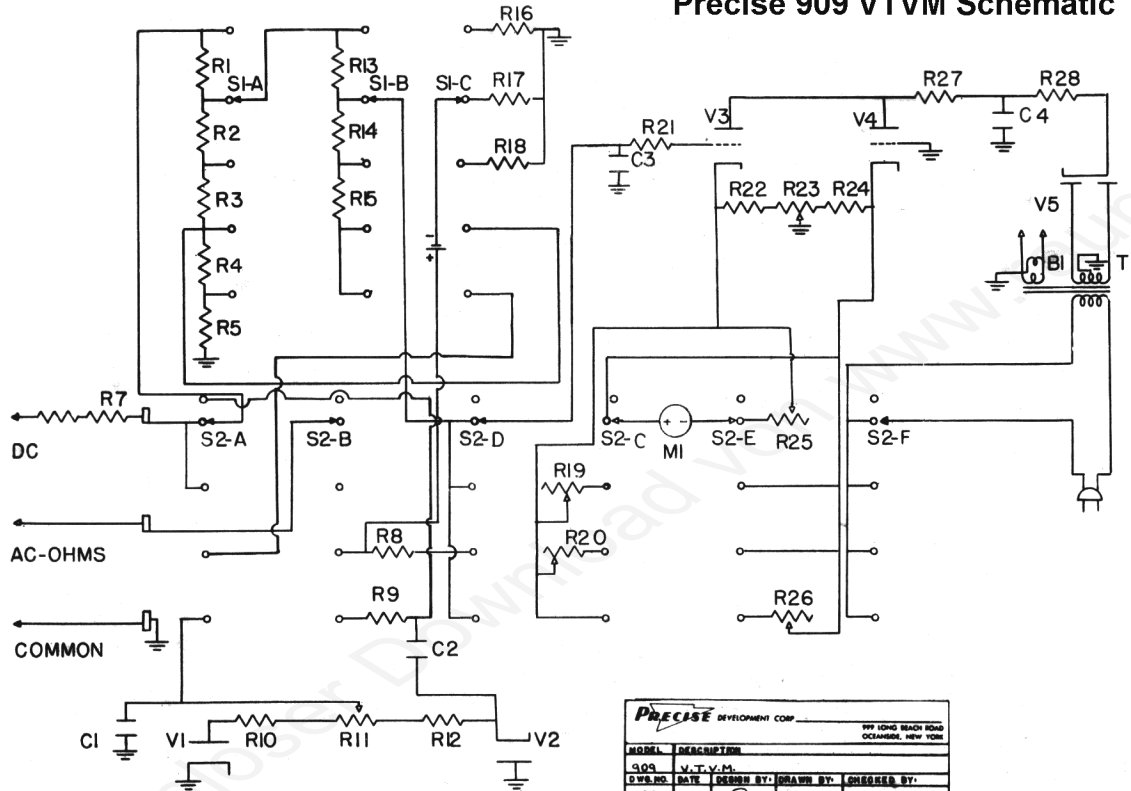 Precise 909 VTVM Schematic
R16
R1
S1-A
R13
S1-B
S1-C
R17
R27
R28
R2
R14
R18
R21
C3
V3
V4
C4
R3
R15
R22
R23
R24
V5
R4
-
+
B1
T
R5
R7
DC
S2-A
S2-B
S2-D
S2-C
+ -
M1
S2-E
R25
S2-F
R19
AC-OHMS
R8
R20
COMMON
R9
C2
R26
C1
V1
R10
R11
R12
V2
PRECISE DEVELOPMENT CORP.
999 LONG BEACH ROAD
OCEANSIDE, NEW YORK
MODEL DESCRIPTION
909 V.T.V.M.
DWG. NO. DATE DESIGN BY: DRAWN BY: CHECKED BY:
Download von www.